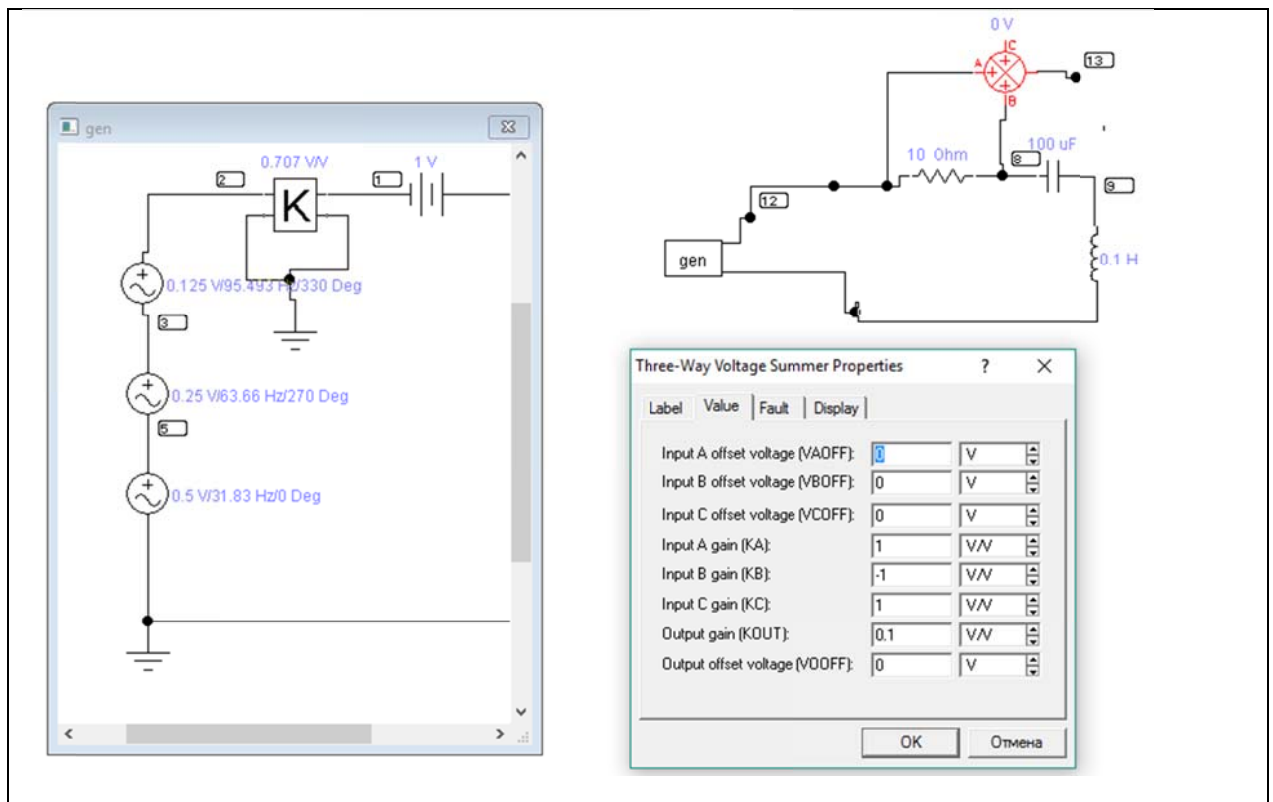 gen
0.707 V/V
1 V
2
1
K
0.125 V/95.493 Hz/330 Deg
3
0.25 V/63.66 Hz/270 Deg
5
0.5 V/31.83 Hz/0 Deg
0 V
C
A
B
13
10 Ohm
8
100 uF
9
12
gen
0.1 H
Three-Way Voltage Summer Properties
Label Value Fault Display
Input A offset voltage (VAOFF): 0 V
Input B offset voltage (VBOFF): 0 V
Input C offset voltage (VCOFF): 0 V
Input A gain (KA): 1 V/V
Input B gain (KB): -1 V/V
Input C gain (KC): 1 V/V
Output gain (KOUT): 0.1 V/V
Output offset voltage (VOOFF): 0 V
OK Отмена